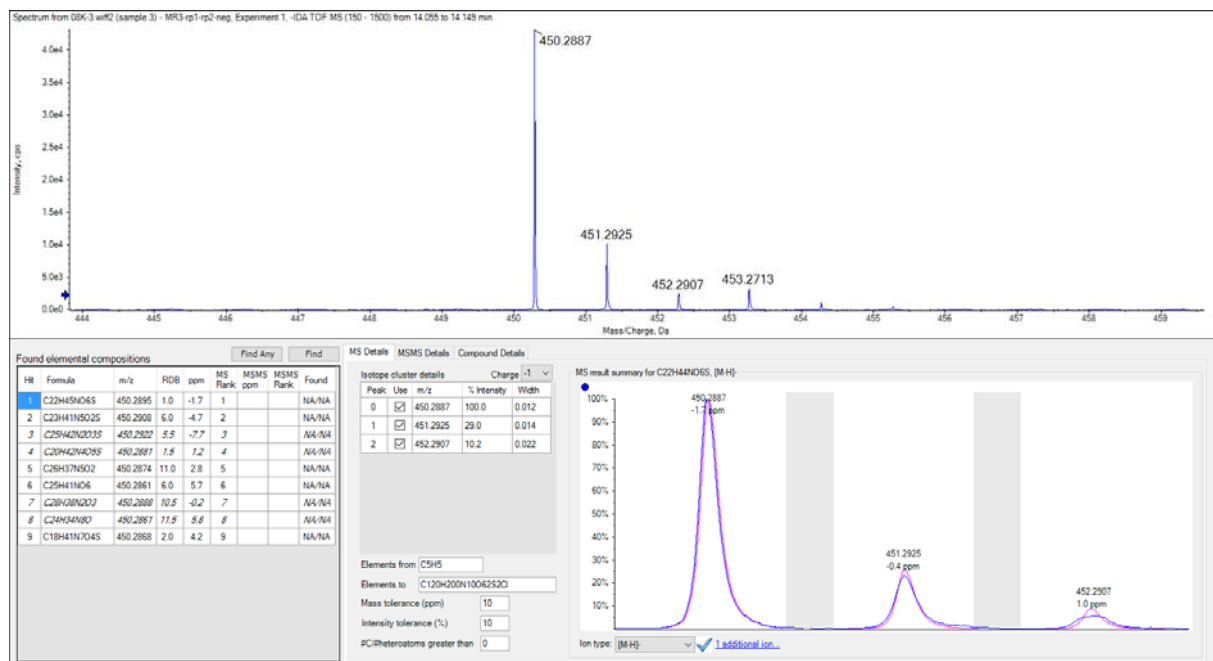 Spectrum from 08K-3.wiff2 (sample 3) - MR3-rp1-rp2-neg, Experiment 1, -IDA TOF MS (150 - 1500) from 14.055 to 14.149 min
450.2887
4.0e4
3.5e4
3.0e4
2.5e4
Intensity, cps
2.0e4
1.5e4
451.2925
1.0e4
452.2907
453.2713
5.0e3
0.0e0
444 445 446 447 448 449 450 451 452 453 454 455 456 457 458 459
Mass/Charge, Da
Found elemental compositions Find Any Find
Hit Formula m/z RDB ppm MS Rank MSMS ppm MSMS Rank Found
1 C22H45NO6S 450.2895 1.0 -1.7 1 NA/NA
2 C23H41N5O2S 450.2908 6.0 -4.7 2 NA/NA
3 C25H42N2O3S 450.2922 5.5 -7.7 3 NA/NA
4 C20H42N4O5S 450.2881 1.5 1.2 4 NA/NA
5 C26H37N5O2 450.2874 11.0 2.8 5 NA/NA
6 C25H41NO6 450.2861 6.0 5.7 6 NA/NA
7 C28H38N2O3 450.2888 10.5 -0.2 7 NA/NA
8 C24H34N8O 450.2861 11.5 5.8 8 NA/NA
9 C18H41N7O4S 450.2868 2.0 4.2 9 NA/NA
MS Details MSMS Details Compound Details
Isotope cluster details Charge -1
Peak Use m/z % Intensity Width
0 450.2887 100.0 0.012
1 451.2925 29.0 0.014
2 452.2907 10.2 0.022
Elements from C5H5
Elements to C120H200N10O62S2Cl
Mass tolerance (ppm) 10
Intensity tolerance (%) 10
#C/#heteroatoms greater than 0
MS result summary for C22H44NO6S, [M-H]-
100%
90%
80%
70%
60%
50%
40%
30%
20%
10%
450.2887
-1.7 ppm
451.2925
-0.4 ppm
452.2907
1.0 ppm
Ion type: [M-H]- 1 additional ion...